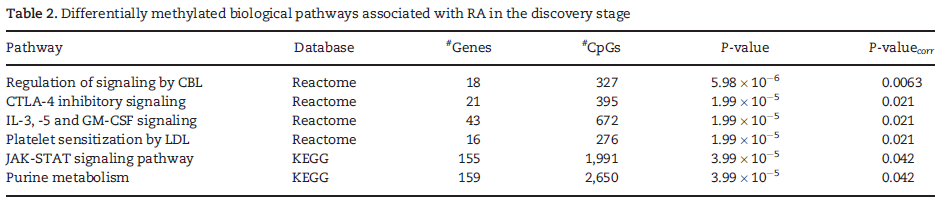 Table 2. Differentially methylated biological pathways associated with RA in the discovery stage
Pathway Database #Genes #CpGs P-value P-valuecorr
Regulation of signaling by CBL Reactome 18 327 5.98 × 10−6 0.0063
CTLA-4 inhibitory signaling Reactome 21 395 1.99 × 10−5 0.021
IL-3, -5 and GM-CSF signaling Reactome 43 672 1.99 × 10−5 0.021
Platelet sensitization by LDL Reactome 16 276 1.99 × 10−5 0.021
JAK-STAT signaling pathway KEGG 155 1,991 3.99 × 10−5 0.042
Purine metabolism KEGG 159 2,650 3.99 × 10−5 0.042